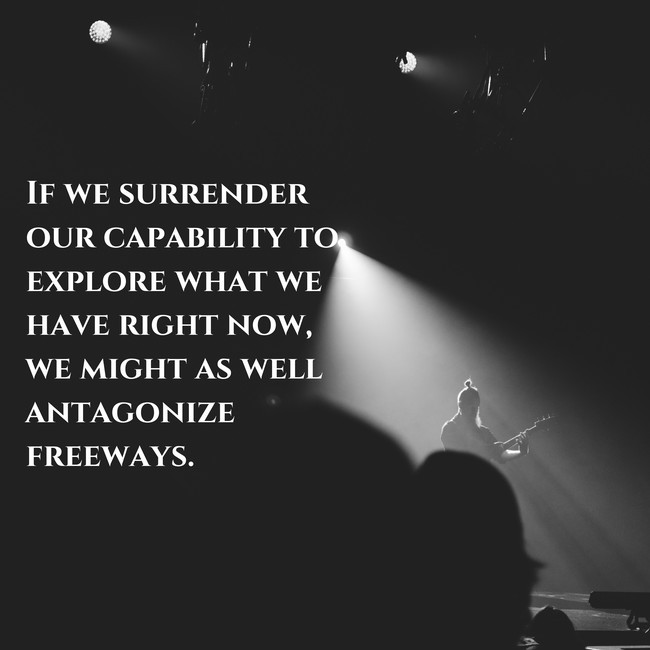 If we surrender
our capability to
explore what we
have right now,
we might as well
antagonize
freeways.